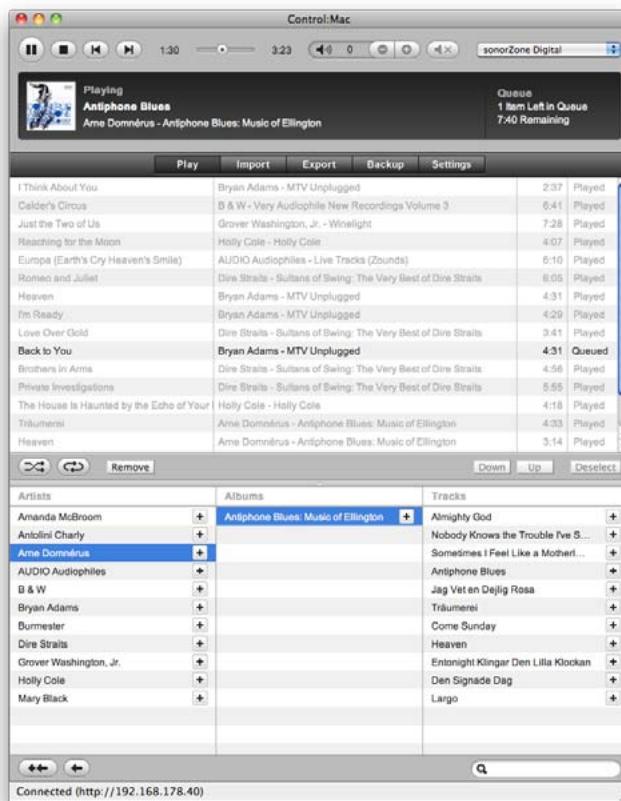 Control:Mac
1:30 3:23 0 sonorZone Digital
Playing
Antiphone Blues
Arne Domnérus - Antiphone Blues: Music of Ellington
Queue
1 Item Left in Queue
7:40 Remaining
Play Import Export Backup Settings
I Think About You Bryan Adams - MTV Unplugged 2:37 Played
Calder's Circus B & W - Very Audiophile New Recordings Volume 3 6:41 Played
Just the Two of Us Grover Washington, Jr. - Winelight 7:28 Played
Reaching for the Moon Holly Cole - Holly Cole 4:07 Played
Europa (Earth's Cry Heaven's Smile) AUDIO Audiophiles - Live Tracks (Zounds) 6:10 Played
Romeo and Juliet Dire Straits - Sultans of Swing: The Very Best of Dire Straits 6:05 Played
Heaven Bryan Adams - MTV Unplugged 4:31 Played
I'm Ready Bryan Adams - MTV Unplugged 4:29 Played
Love Over Gold Dire Straits - Sultans of Swing: The Very Best of Dire Straits 3:41 Played
Back to You Bryan Adams - MTV Unplugged 4:31 Queued
Brothers in Arms Dire Straits - Sultans of Swing: The Very Best of Dire Straits 4:56 Played
Private Investigations Dire Straits - Sultans of Swing: The Very Best of Dire Straits 5:55 Played
The House Is Haunted by the Echo of Your Holly Cole - Holly Cole 4:18 Played
Träumerei Arne Domnérus - Antiphone Blues: Music of Ellington 4:33 Played
Heaven Arne Domnérus - Antiphone Blues: Music of Ellington 3:14 Played
Remove Down Up Deselect
Artists Albums Tracks
Amanda McBroom + Antiphone Blues: Music of Ellington + Almighty God +
Antolini Charly + Nobody Knows the Trouble I've S... +
Arne Domnérus + Sometimes I Feel Like a Motherl... +
AUDIO Audiophiles + Antiphone Blues +
B & W + Jag Vet en Dejlig Rosa +
Bryan Adams + Träumerei +
Burmester + Come Sunday +
Dire Straits + Heaven +
Grover Washington, Jr. + Entonight Klingar Den Lilla Klockan +
Holly Cole + Den Signade Dag +
Mary Black + Largo +
Connected (http://192.168.178.40)